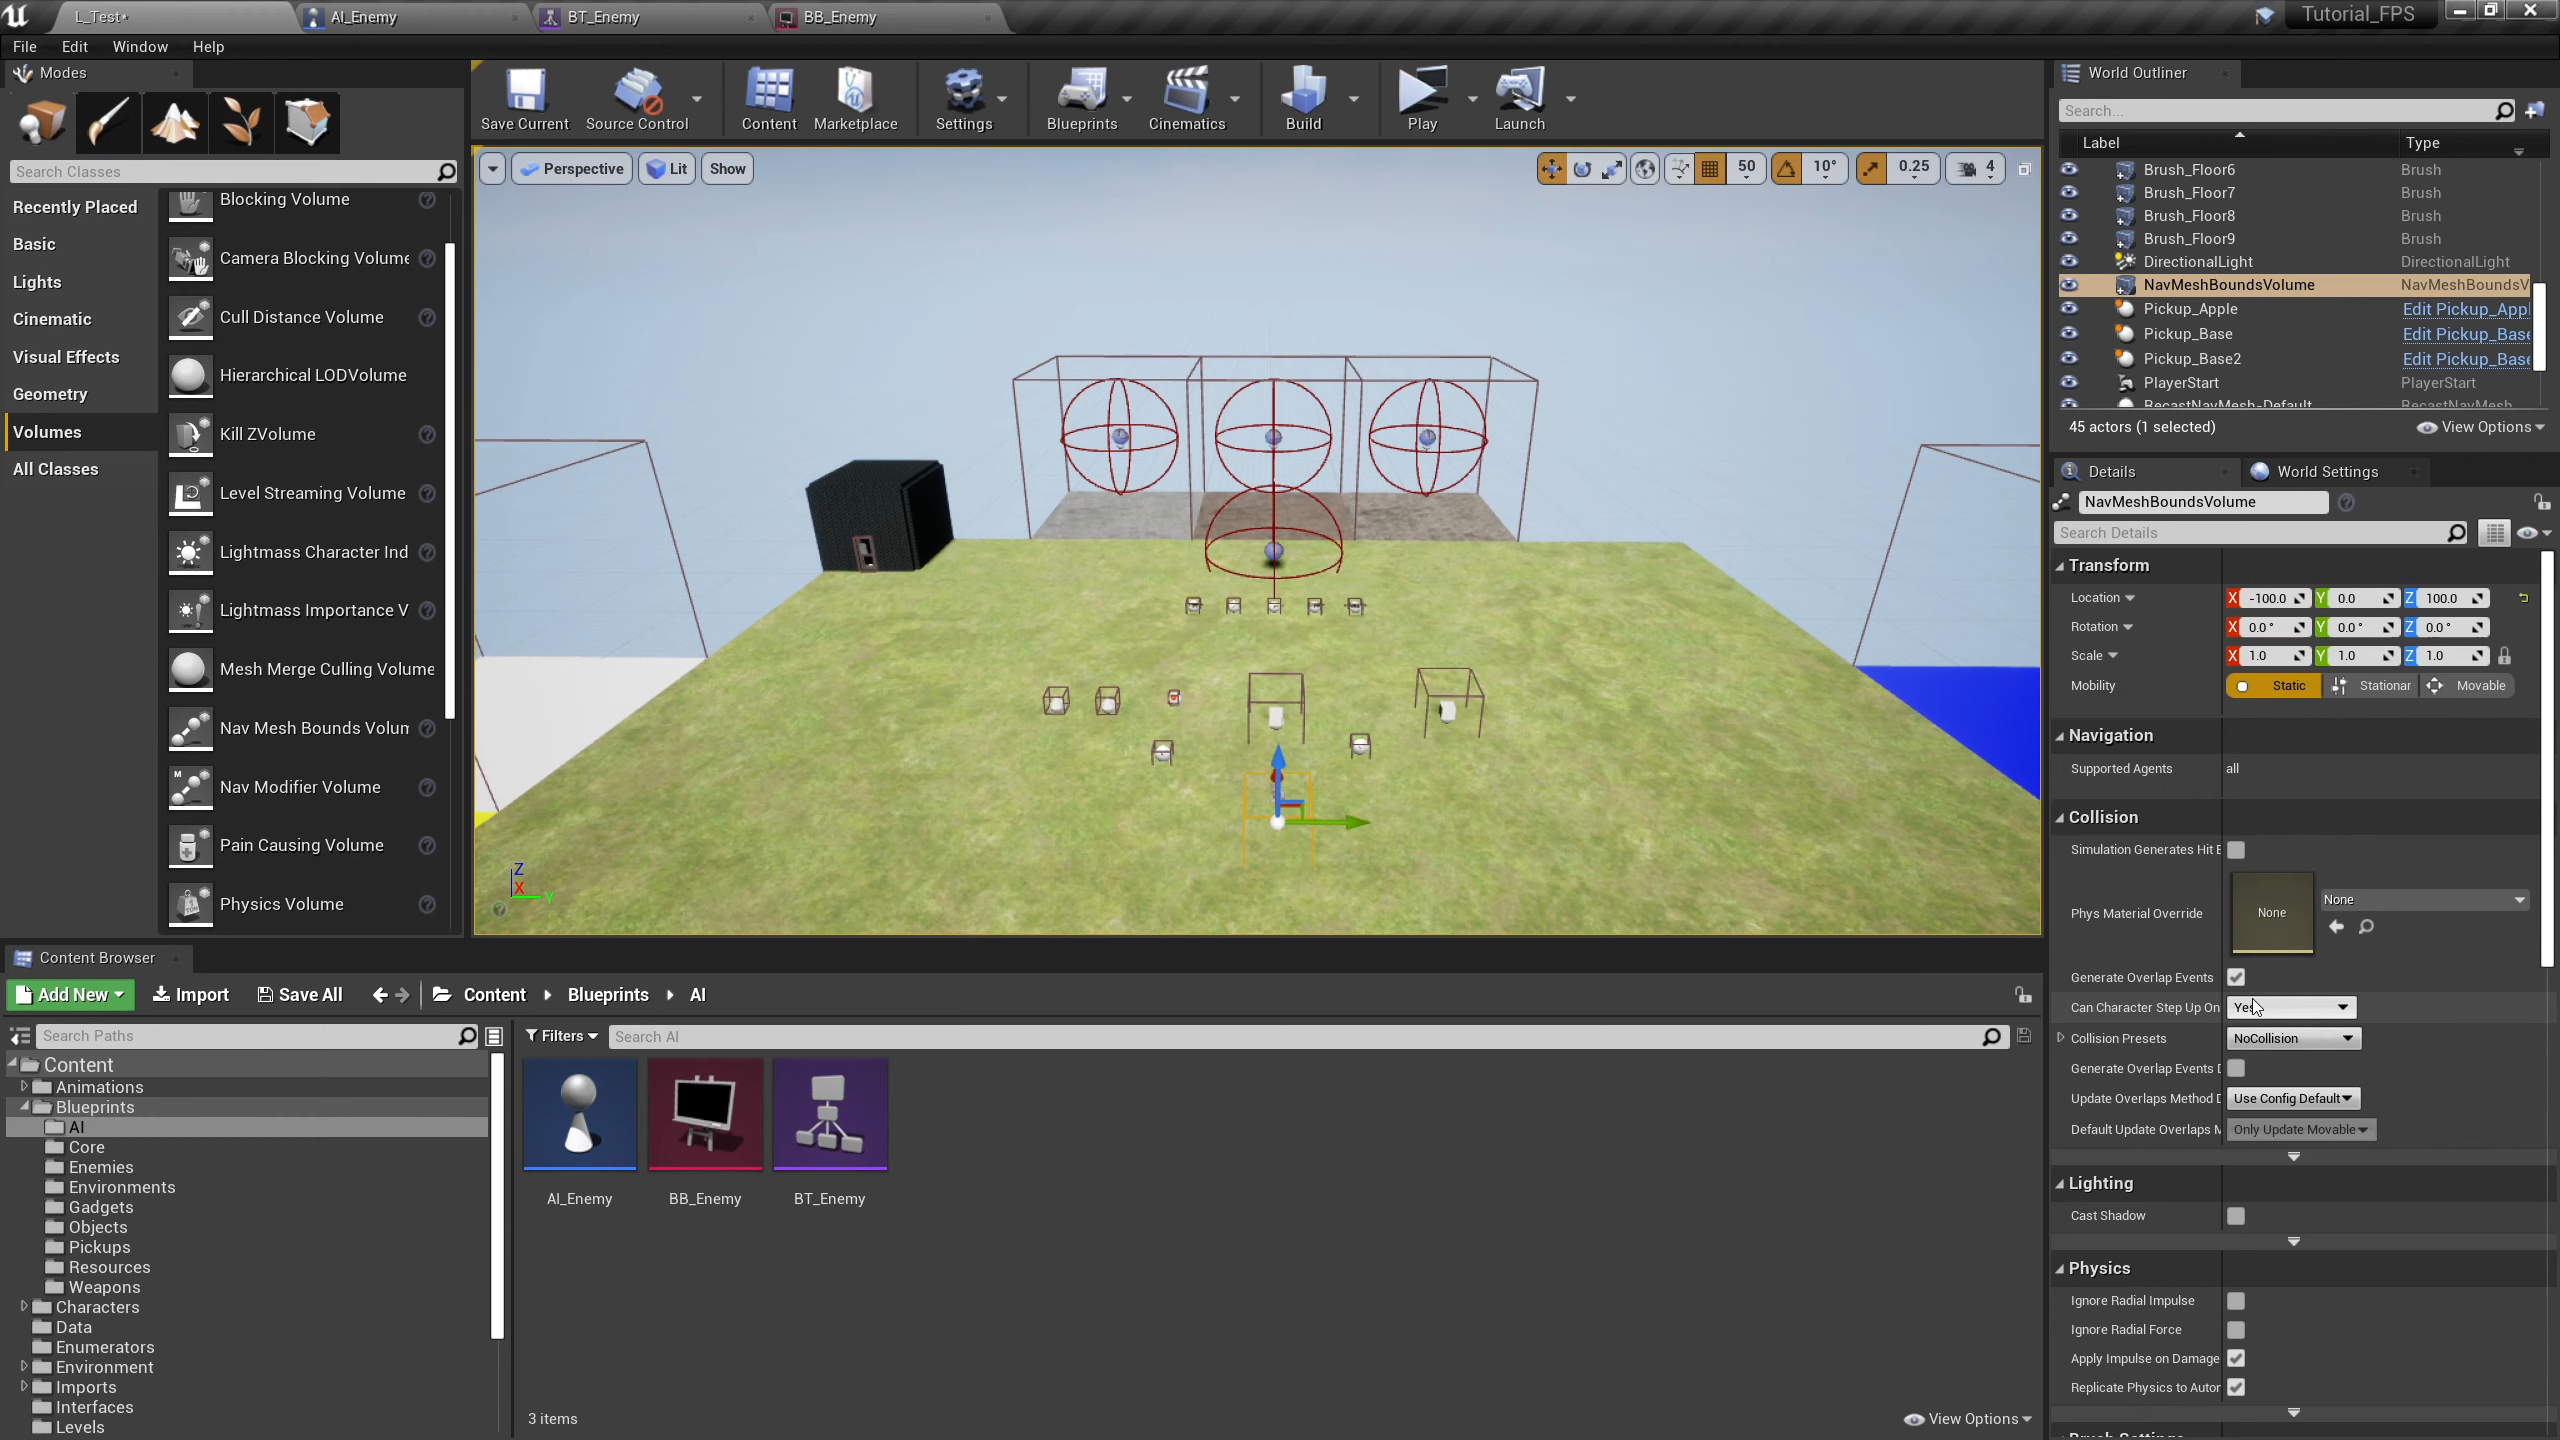 L_Test*
AI_Enemy
BT_Enemy
BB_Enemy
Tutorial_FPS
File Edit Window Help
Modes
Search Classes
Recently Placed
Basic
Lights
Cinematic
Visual Effects
Geometry
Volumes
All Classes
Blocking Volume
Camera Blocking Volume
Cull Distance Volume
Hierarchical LODVolume
Kill ZVolume
Level Streaming Volume
Lightmass Character Ind
Lightmass Importance V
Mesh Merge Culling Volume
Nav Mesh Bounds Volum
Nav Modifier Volume
Pain Causing Volume
Physics Volume
Save Current
Source Control
Content
Marketplace
Settings
Blueprints
Cinematics
Build
Play
Launch
Perspective
Lit
Show
50
10°
0.25
4
Z
X
Y
World Outliner
Search...
Label Type
Brush_Floor6 Brush
Brush_Floor7 Brush
Brush_Floor8 Brush
Brush_Floor9 Brush
DirectionalLight DirectionalLight
NavMeshBoundsVolume NavMeshBoundsV
Pickup_Apple Edit Pickup_Appl
Pickup_Base Edit Pickup_Base
Pickup_Base2 Edit Pickup_Base
PlayerStart PlayerStart
RecastNavMesh-Default RecastNavMesh
45 actors (1 selected) View Options
Details World Settings
NavMeshBoundsVolume
Search Details
Transform
Location X -100.0 Y 0.0 Z 100.0
Rotation X 0.0 ° Y 0.0 ° Z 0.0 °
Scale X 1.0 Y 1.0 Z 1.0
Mobility Static Stationar Movable
Navigation
Supported Agents all
Collision
Simulation Generates Hit E
Phys Material Override None None
Generate Overlap Events
Can Character Step Up On Yes
Collision Presets NoCollision
Generate Overlap Events D
Update Overlaps Method D Use Config Default
Default Update Overlaps M Only Update Movable
Lighting
Cast Shadow
Physics
Ignore Radial Impulse
Ignore Radial Force
Apply Impulse on Damage
Replicate Physics to Auton
Brush Settings
Content Browser
Add New Import Save All Content Blueprints AI
Search Paths
Filters Search AI
Content
Animations
Blueprints
AI
Core
Enemies
Environments
Gadgets
Objects
Pickups
Resources
Weapons
Characters
Data
Enumerators
Environment
Imports
Interfaces
Levels
AI_Enemy
BB_Enemy
BT_Enemy
3 items View Options